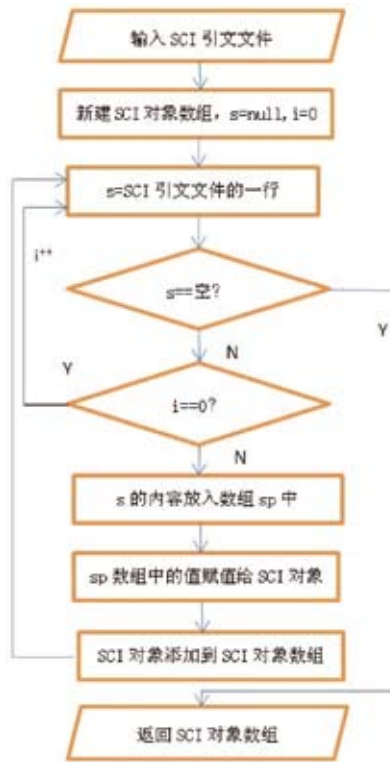 输入 SCI 引文文件
新建 SCI 对象数组，s=null,i=0
s=SCI 引文文件的一行
i++
s==空?
Y
N
Y
i==0?
N
s 的内容放入数组 sp 中
sp 数组中的值赋值给 SCI 对象
SCI 对象添加到 SCI 对象数组
返回 SCI 对象数组